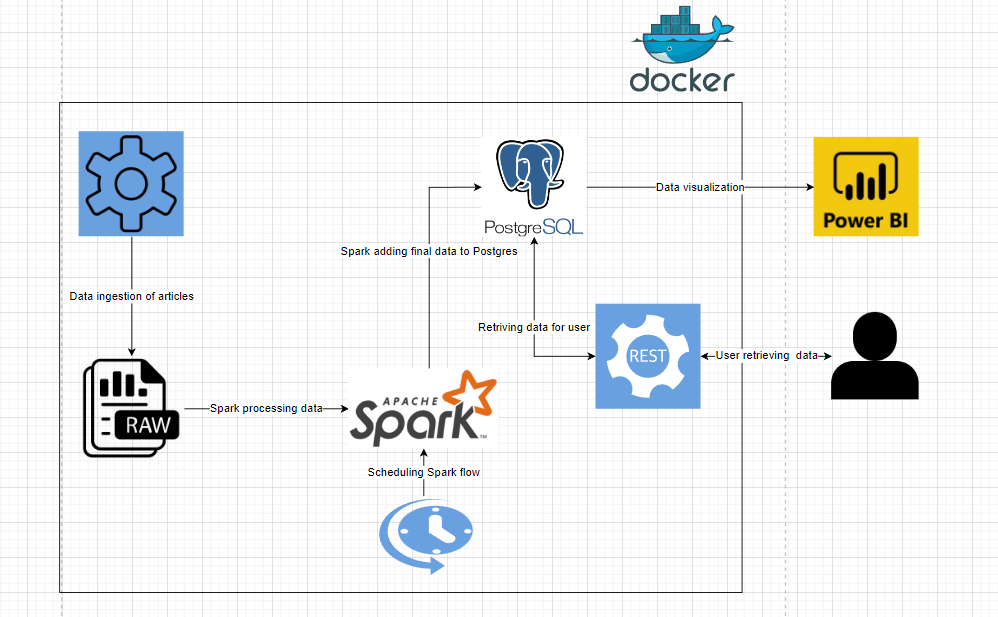 docker
PostgreSQL
Data visualization
Power BI
Spark adding final data to Postgres
Data ingestion of articles
Retriving data for user
REST
User retrieving data
RAW
Spark processing data
APACHE
Spark
TM
Scheduling Spark flow